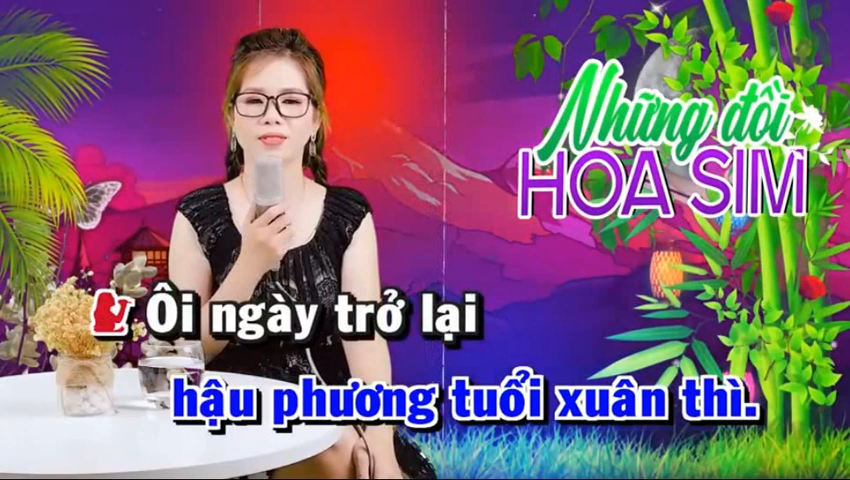 Những đồi
HOA SIM
Ôi ngày trở lại
hậu phương tuổi xuân thì.